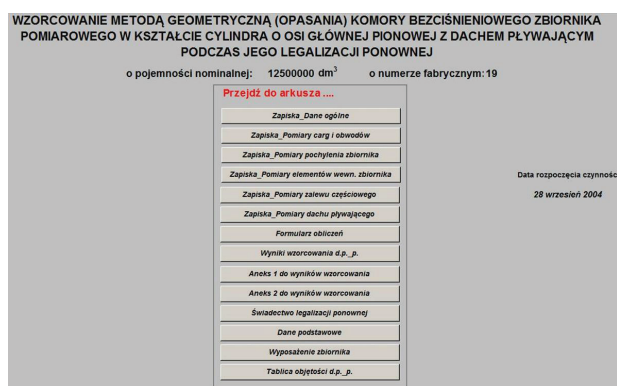 WZORCOWANIE METODĄ GEOMETRYCZNĄ (OPASANIA) KOMORY BEZCIŚNIENIOWEGO ZBIORNIKA
POMIAROWEGO W KSZTAŁCIE CYLINDRA O OSI GŁÓWNEJ PIONOWEJ Z DACHEM PŁYWAJĄCYM
PODCZAS JEGO LEGALIZACJI PONOWNEJ
o pojemności nominalnej: 12500000 dm³ o numerze fabrycznym: 19
Przejdź do arkusza ....
Zapiska_Dane ogólne
Zapiska_Pomiary carg i obwodów
Zapiska_Pomiary pochylenia zbiornika
Zapiska_Pomiary elementów wewn. zbiornika
Data rozpoczęcia czynnośc
Zapiska_Pomiary zalewu częściowego
28 wrzesień 2004
Zapiska_Pomiary dachu pływającego
Formularz obliczeń
Wyniki wzorcowania d.p._p.
Aneks 1 do wyników wzorcowania
Aneks 2 do wyników wzorcowania
Świadectwo legalizacji ponownej
Dane podstawowe
Wyposażenie zbiornika
Tablica objętości d.p._p.